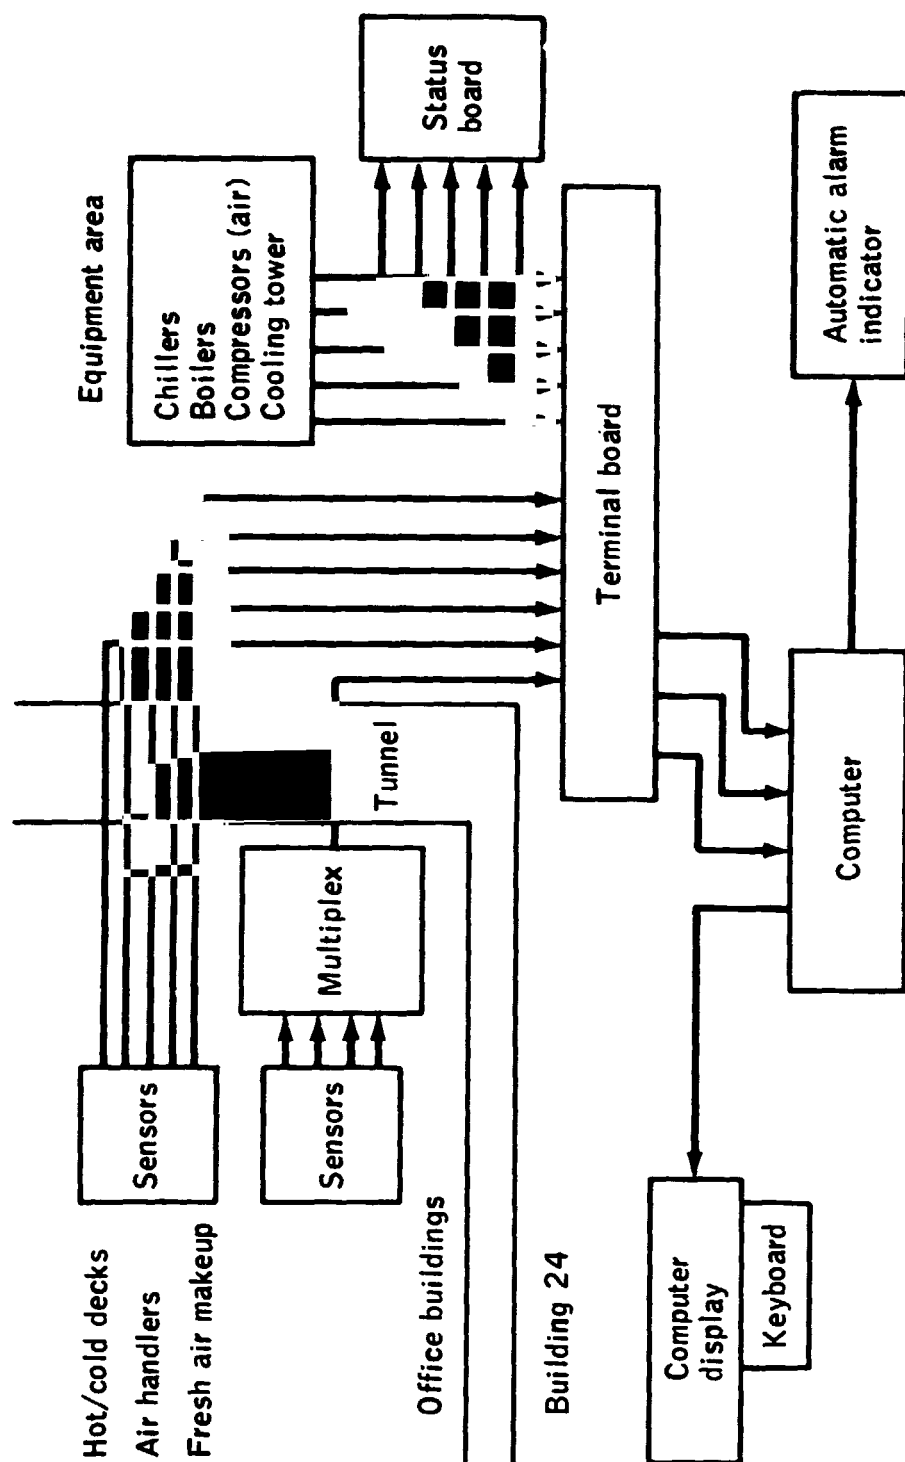 Hot/cold decks
Air handlers
Fresh air makeup
Sensors
Sensors
Multiplex
Tunnel
Office buildings
Building 24
Equipment area
Chillers
Boilers
Compressors (air)
Cooling tower
Status
board
Terminal board
Computer
display
Keyboard
Computer
Automatic alarm
indicator